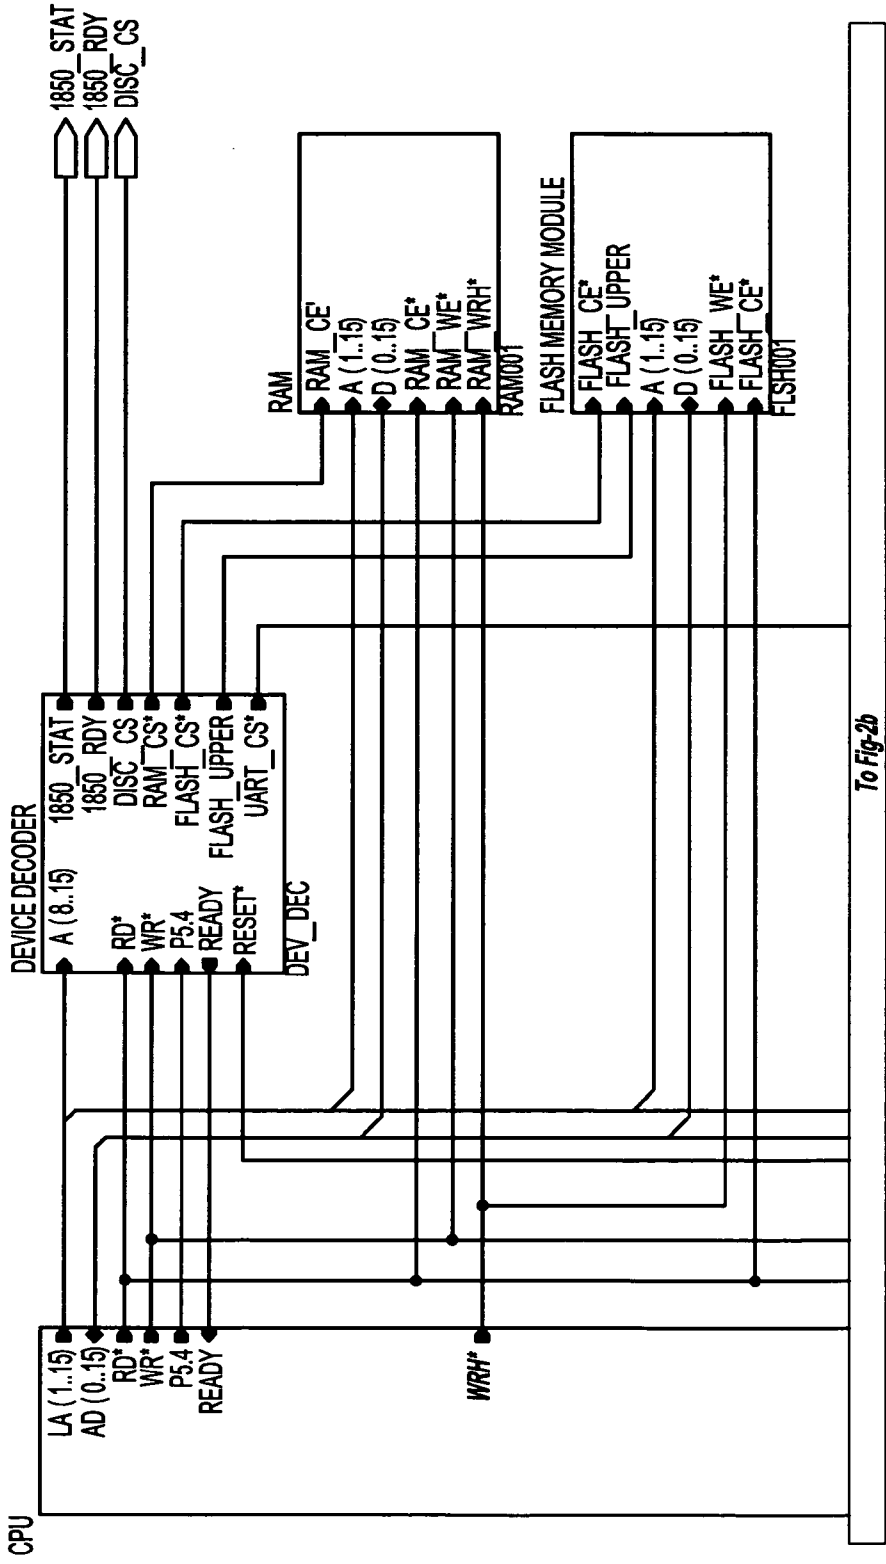 CPU
LA (1..15)
AD (0..15)
RD*
WR*
P5.4
READY
WRH*
DEVICE DECODER
A (8..15)
RD*
WR*
P5.4
READY
RESET*
1850_STAT
1850_RDY
DISC_CS
RAM_CS*
FLASH_CS*
FLASH_UPPER
UART_CS*
DEV_DEC
1850_STAT
1850_RDY
DISC_CS
RAM
RAM_CE'
A (1..15)
D (0..15)
RAM_CE*
RAM_WE*
RAM_WRH*
RAM001
FLASH MEMORY MODULE
FLASH_CE*
FLASH_UPPER
A (1..15)
D (0..15)
FLASH_WE*
FLASH_CE*
FLSH001
To Fig-2b